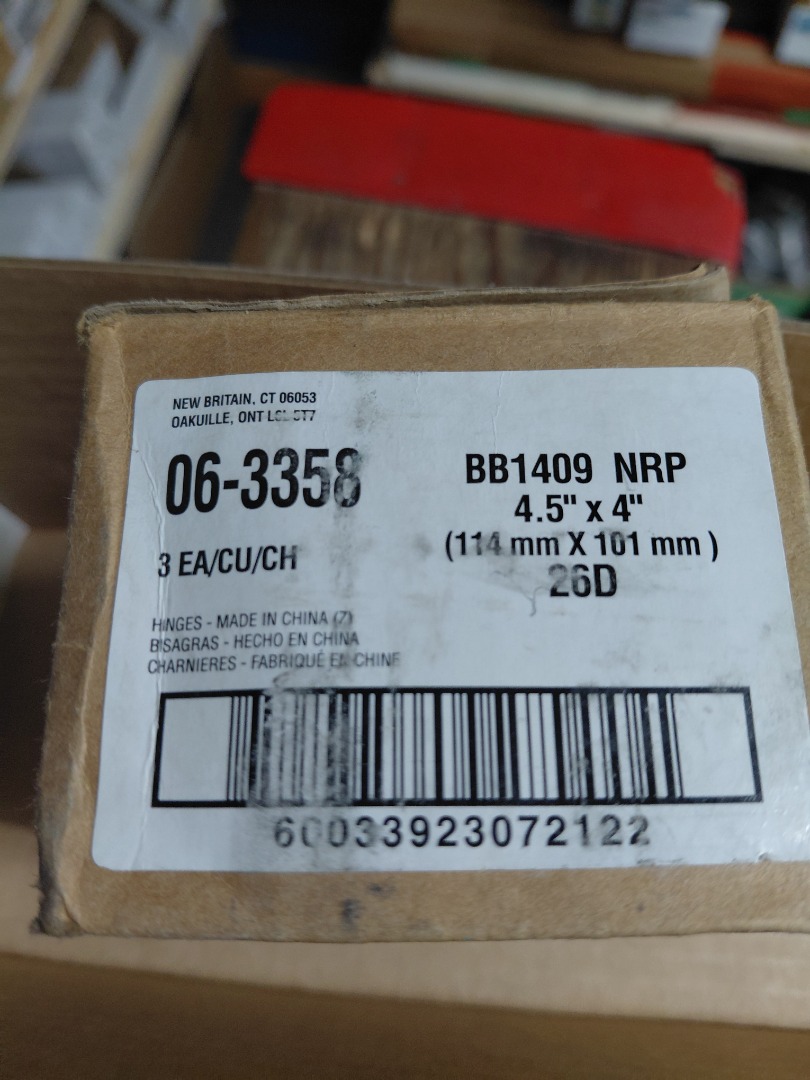 NEW BRITAIN, CT 06053
OAKUILLE, ONT
06-3358
3 EA/CU/CH
BB1409 NRP
4.5" x 4"
(114 mm X 101 mm )
26D
HINGES - MADE IN CHINA (7)
BISAGRAS - HECHO EN CHINA
CHARNIERES - FABRIQUÉ EN CHINE
60033923072122